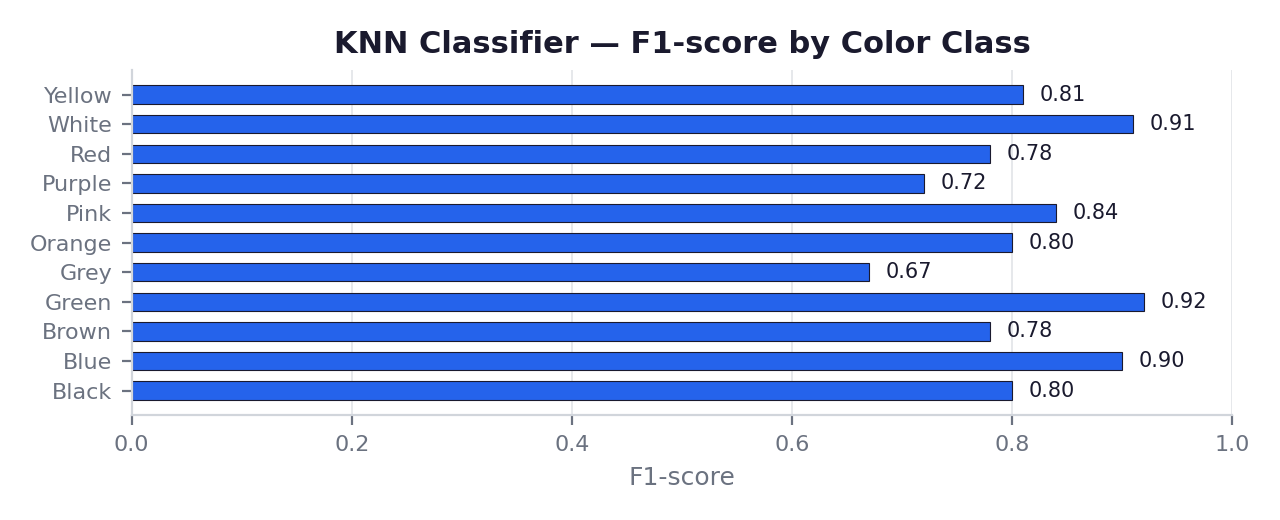 KNN Classifier — F1-score by Color Class
Yellow 0.81
White 0.91
Red 0.78
Purple 0.72
Pink 0.84
Orange 0.80
Grey 0.67
Green 0.92
Brown 0.78
Blue 0.90
Black 0.80
0.0 0.2 0.4 0.6 0.8 1.0
F1-score